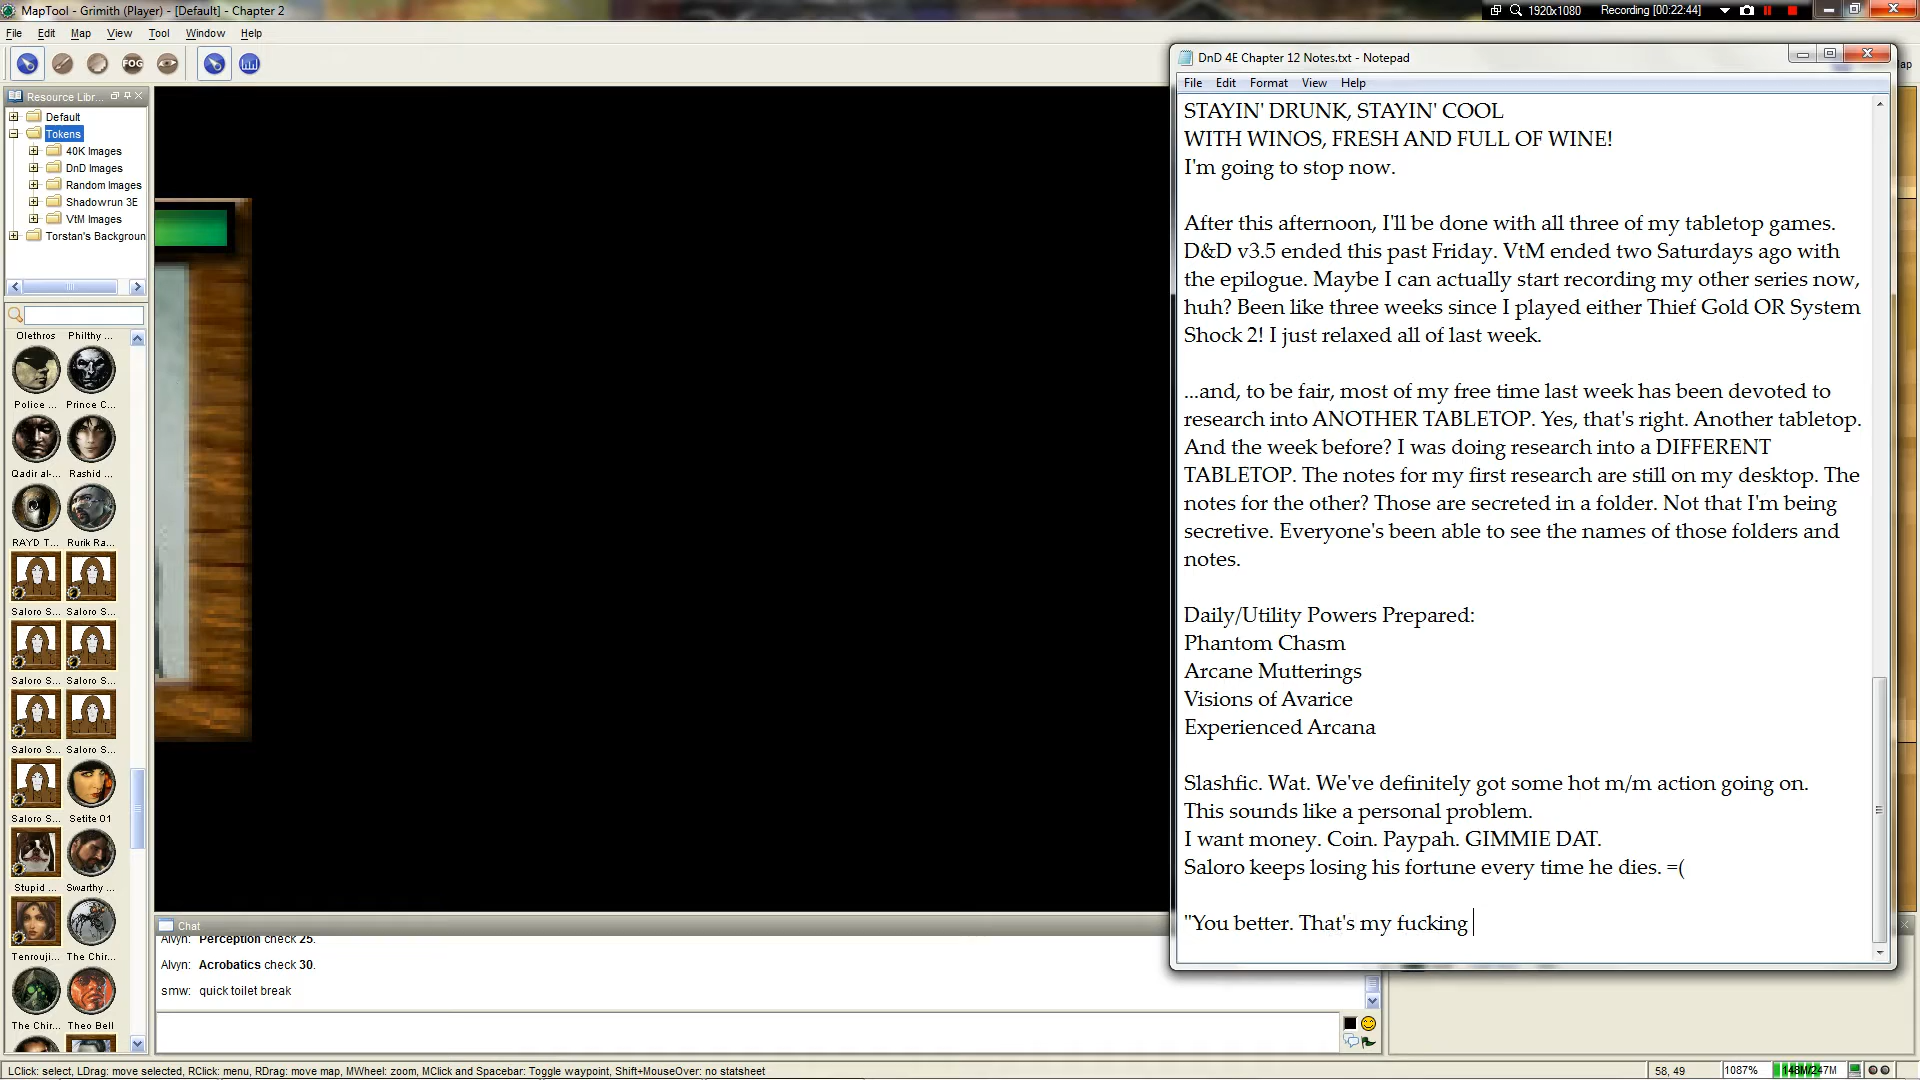 MapTool - Grimith (Player) - [Default] - Chapter 2
1920x1080
Recording [00:22:44]
File Edit Map View Tool Window Help
FOG
Resource Libr...
Default
Tokens
40K Images
DnD Images
Random Images
Shadowrun 3E
VtM Images
Torstan's Backgroun
Olethros Philthy ...
Police ... Prince C...
Qadir al-... Rashid ...
RAYD T... Rurik Ra...
Saloro S... Saloro S...
Saloro S... Saloro S...
Saloro S... Saloro S...
Saloro S... Setite 01
Stupid ... Swarthy ...
Tenrouji... The Chir...
The Chir... Theo Bell
DnD 4E Chapter 12 Notes.txt - Notepad
File Edit Format View Help
STAYIN' DRUNK, STAYIN' COOL
WITH WINOS, FRESH AND FULL OF WINE!
I'm going to stop now.
After this afternoon, I'll be done with all three of my tabletop games.
D&D v3.5 ended this past Friday. VtM ended two Saturdays ago with
the epilogue. Maybe I can actually start recording my other series now,
huh? Been like three weeks since I played either Thief Gold OR System
Shock 2! I just relaxed all of last week.
...and, to be fair, most of my free time last week has been devoted to
research into ANOTHER TABLETOP. Yes, that's right. Another tabletop.
And the week before? I was doing research into a DIFFERENT
TABLETOP. The notes for my first research are still on my desktop. The
notes for the other? Those are secreted in a folder. Not that I'm being
secretive. Everyone's been able to see the names of those folders and
notes.
Daily/Utility Powers Prepared:
Phantom Chasm
Arcane Mutterings
Visions of Avarice
Experienced Arcana
Slashfic. Wat. We've definitely got some hot m/m action going on.
This sounds like a personal problem.
I want money. Coin. Paypah. GIMMIE DAT.
Saloro keeps losing his fortune every time he dies. =(
"You better. That's my fucking
Chat
Alvyn: Perception check 25.
Alvyn: Acrobatics check 30.
smw: quick toilet break
LClick: select, LDrag: move selected, RClick: menu, RDrag: move map, MWheel: zoom, MClick and Spacebar: Toggle waypoint, Shift+MouseOver: no statsheet
58, 49
1087%
148M/247M